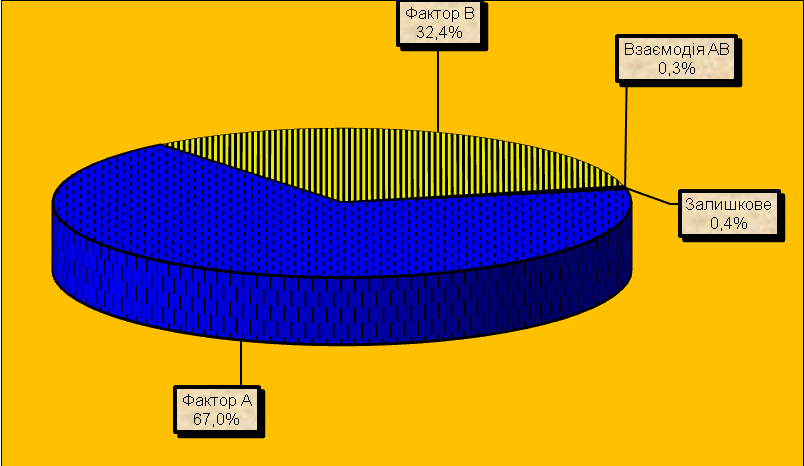 Фактор В
32,4%
Взаємодія АВ
0,3%
Залишкове
0,4%
Фактор А
67,0%